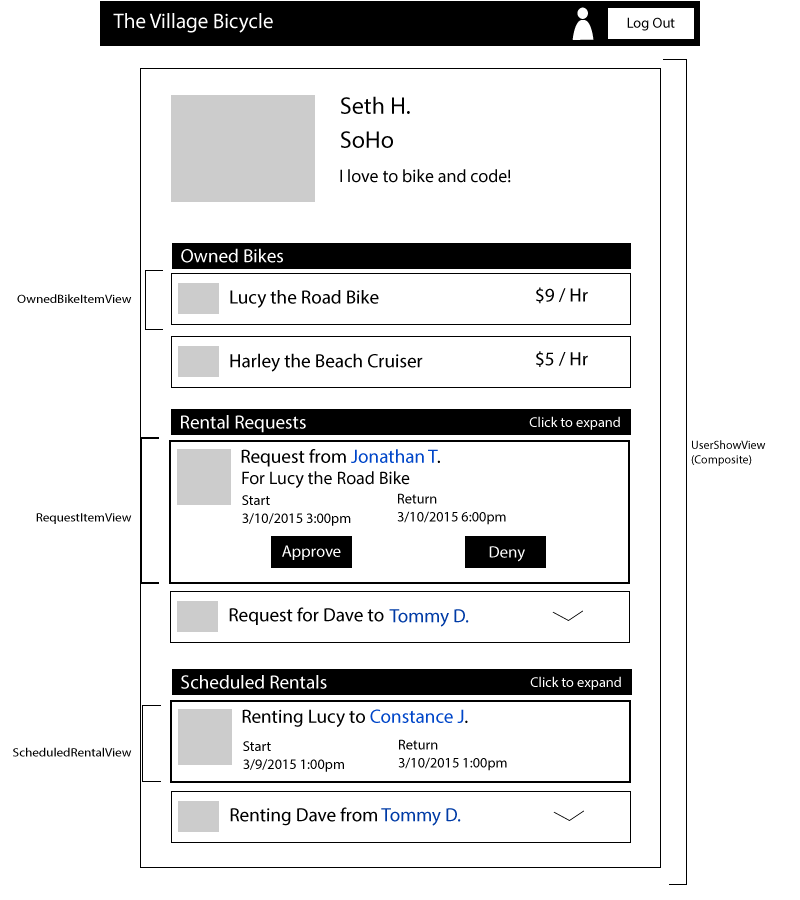 The Village Bicycle
Log Out
Seth H.
SoHo
I love to bike and code!
Owned Bikes
OwnedBikeItemView
Lucy the Road Bike
$9 / Hr
Harley the Beach Cruiser
$5 / Hr
Rental Requests
Click to expand
UserShowView
(Composite)
RequestItemView
Request from Jonathan T.
For Lucy the Road Bike
Start
Return
3/10/2015 3:00pm
3/10/2015 6:00pm
Approve
Deny
Request for Dave to Tommy D.
Scheduled Rentals
Click to expand
ScheduledRentalView
Renting Lucy to Constance J.
Start
Return
3/9/2015 1:00pm
3/10/2015 1:00pm
Renting Dave from Tommy D.